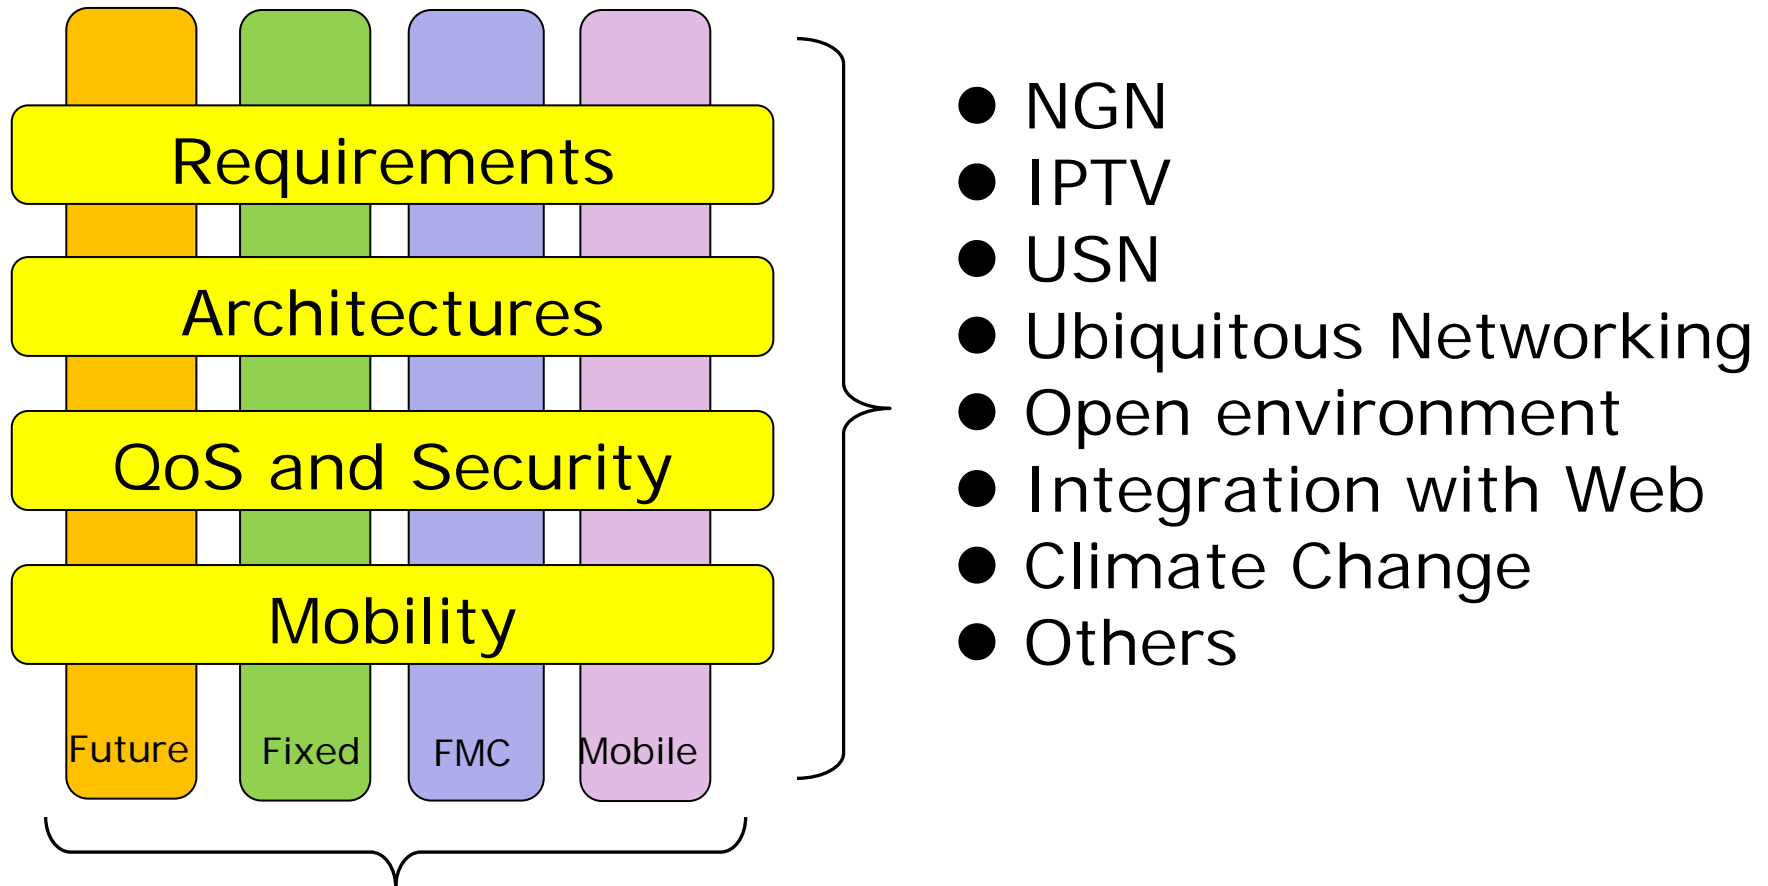 Requirements
Architectures
QoS and Security
Mobility
Future
Fixed
FMC
Mobile
● NGN
● IPTV
● USN
● Ubiquitous Networking
● Open environment
● Integration with Web
● Climate Change
● Others